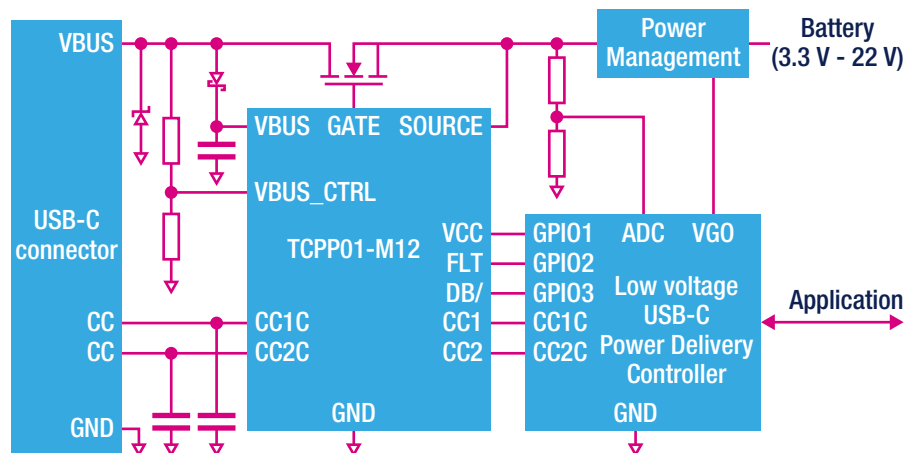 VBUS
Power
Management
Battery
(3.3 V - 22 V)
VBUS GATE SOURCE
VBUS_CTRL
USB-C
connector
TCPP01-M12
VCC
FLT
DB/
CC1
CC2
GPIO1 ADC VGO
GPIO2
GPIO3
CC1C
CC2C
Low voltage
USB-C
Power Delivery
Controller
Application
CC
CC
CC1C
CC2C
GND
GND
GND